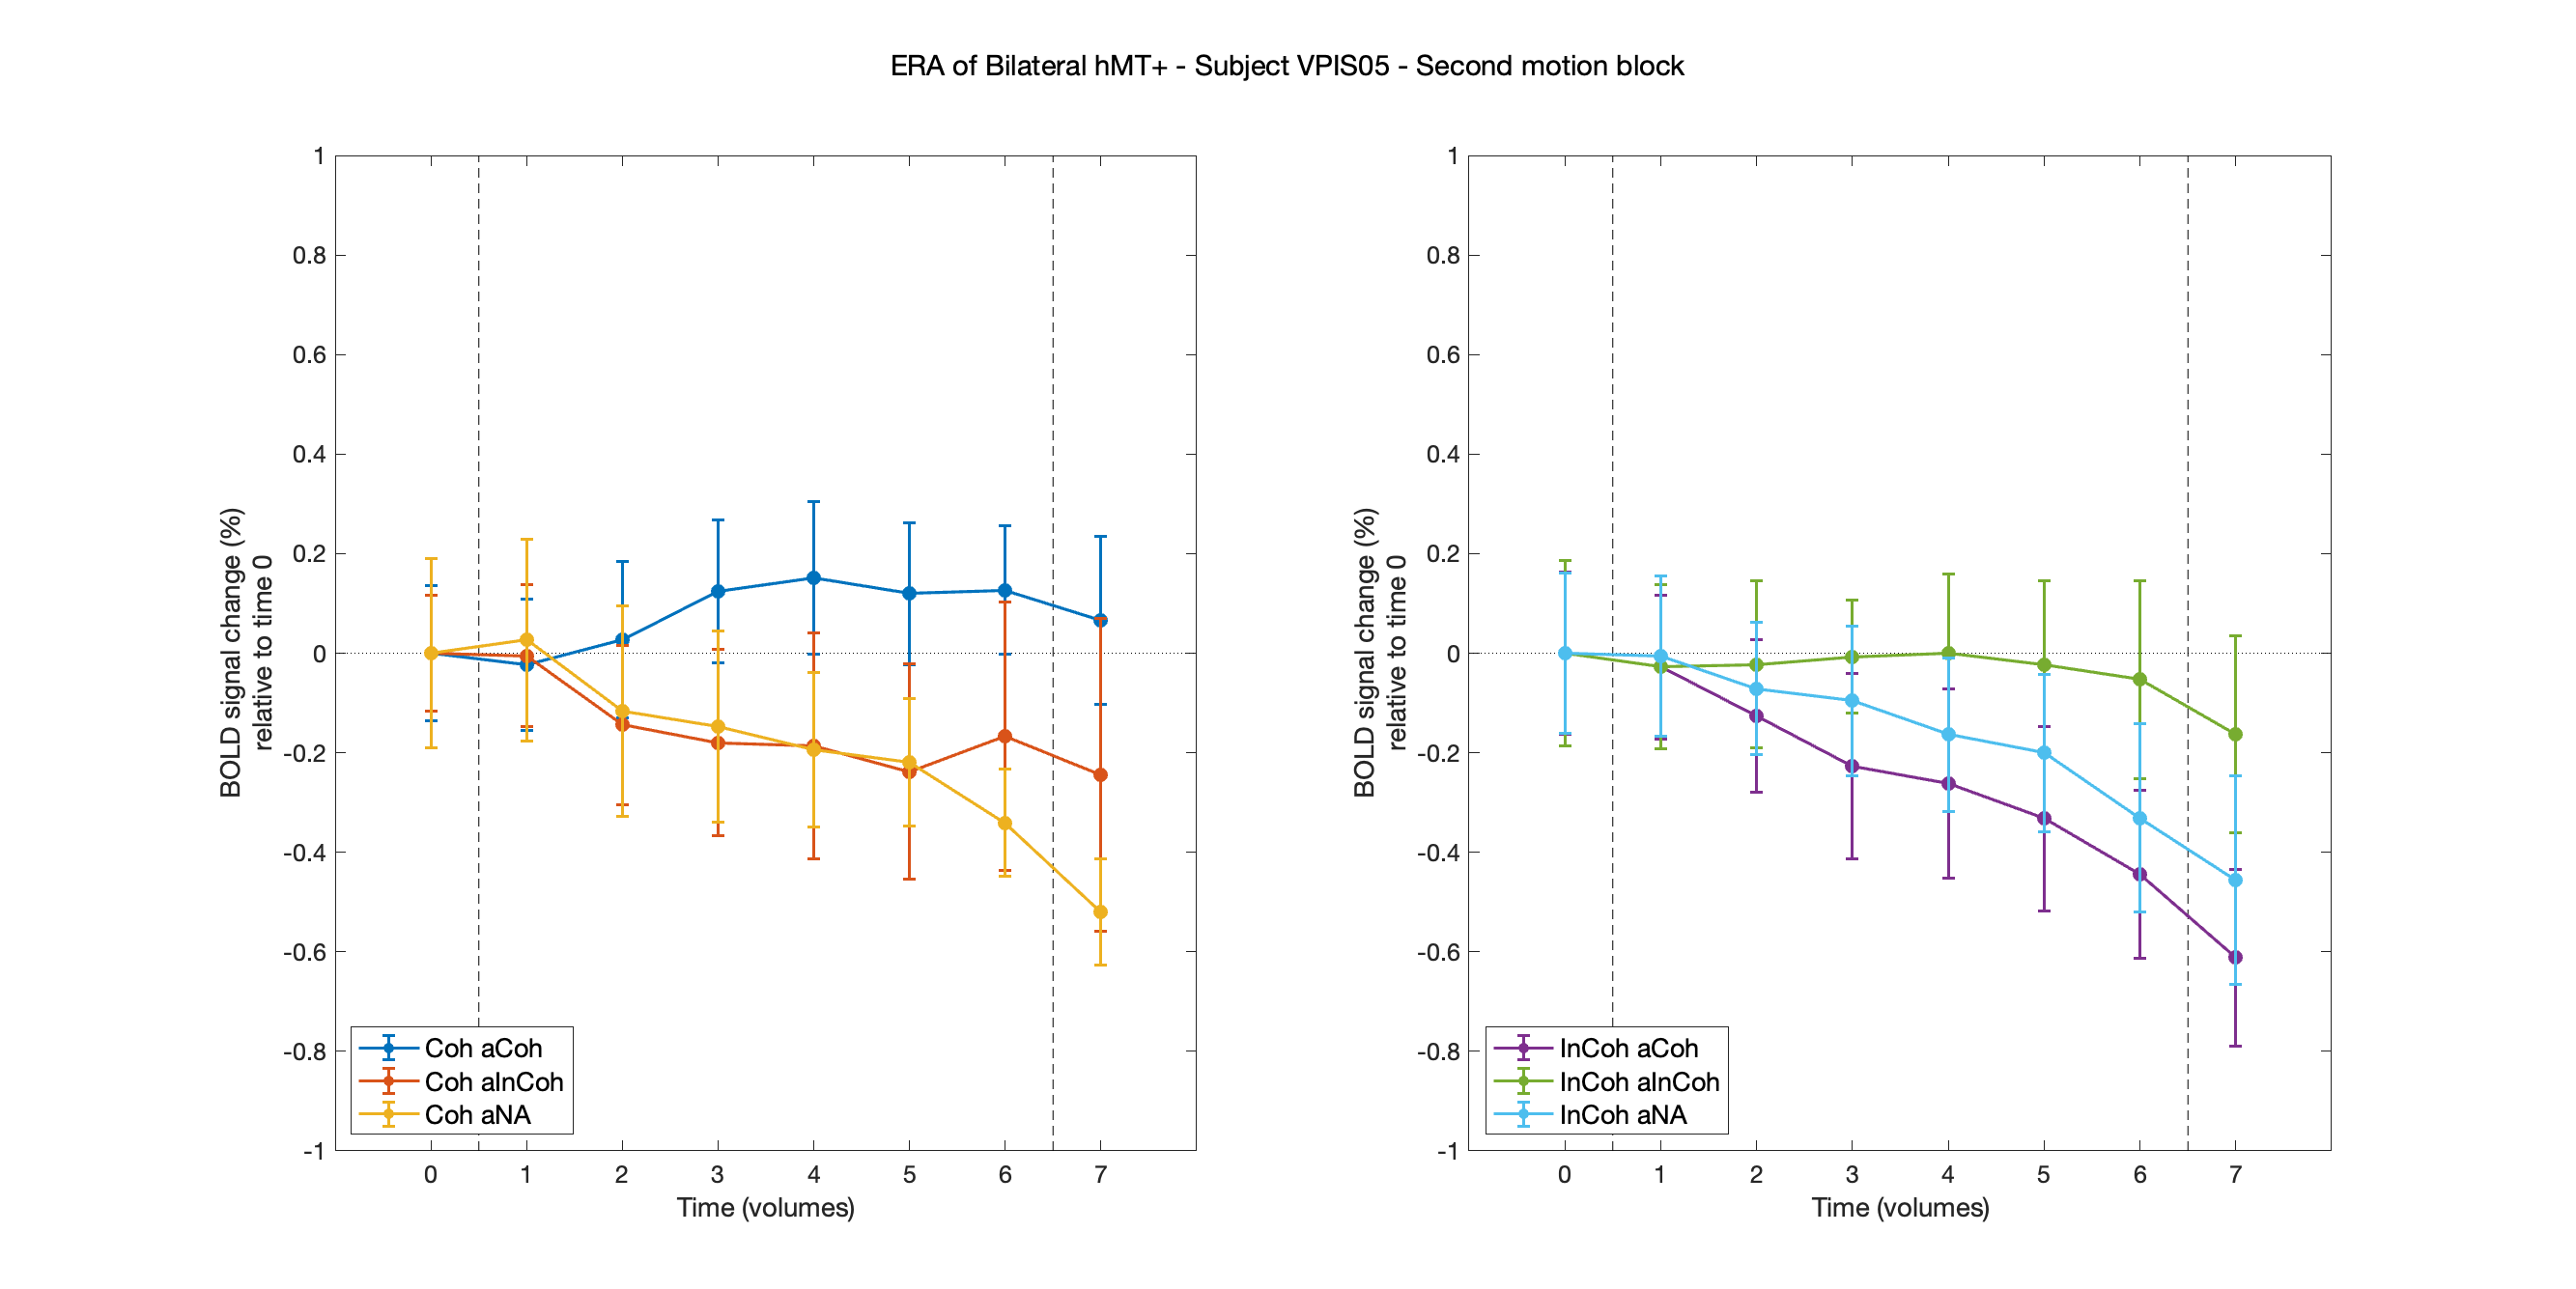 ERA of Bilateral hMT+ - Subject VPIS05 - Second motion block
1
0.8
0.6
0.4
0.2
0
-0.2
-0.4
-0.6
-0.8
-1
BOLD signal change (%)
relative to time 0
0 1 2 3 4 5 6 7
Time (volumes)
Coh aCoh
Coh aInCoh
Coh aNA
1
0.8
0.6
0.4
0.2
0
-0.2
-0.4
-0.6
-0.8
-1
BOLD signal change (%)
relative to time 0
0 1 2 3 4 5 6 7
Time (volumes)
InCoh aCoh
InCoh aInCoh
InCoh aNA